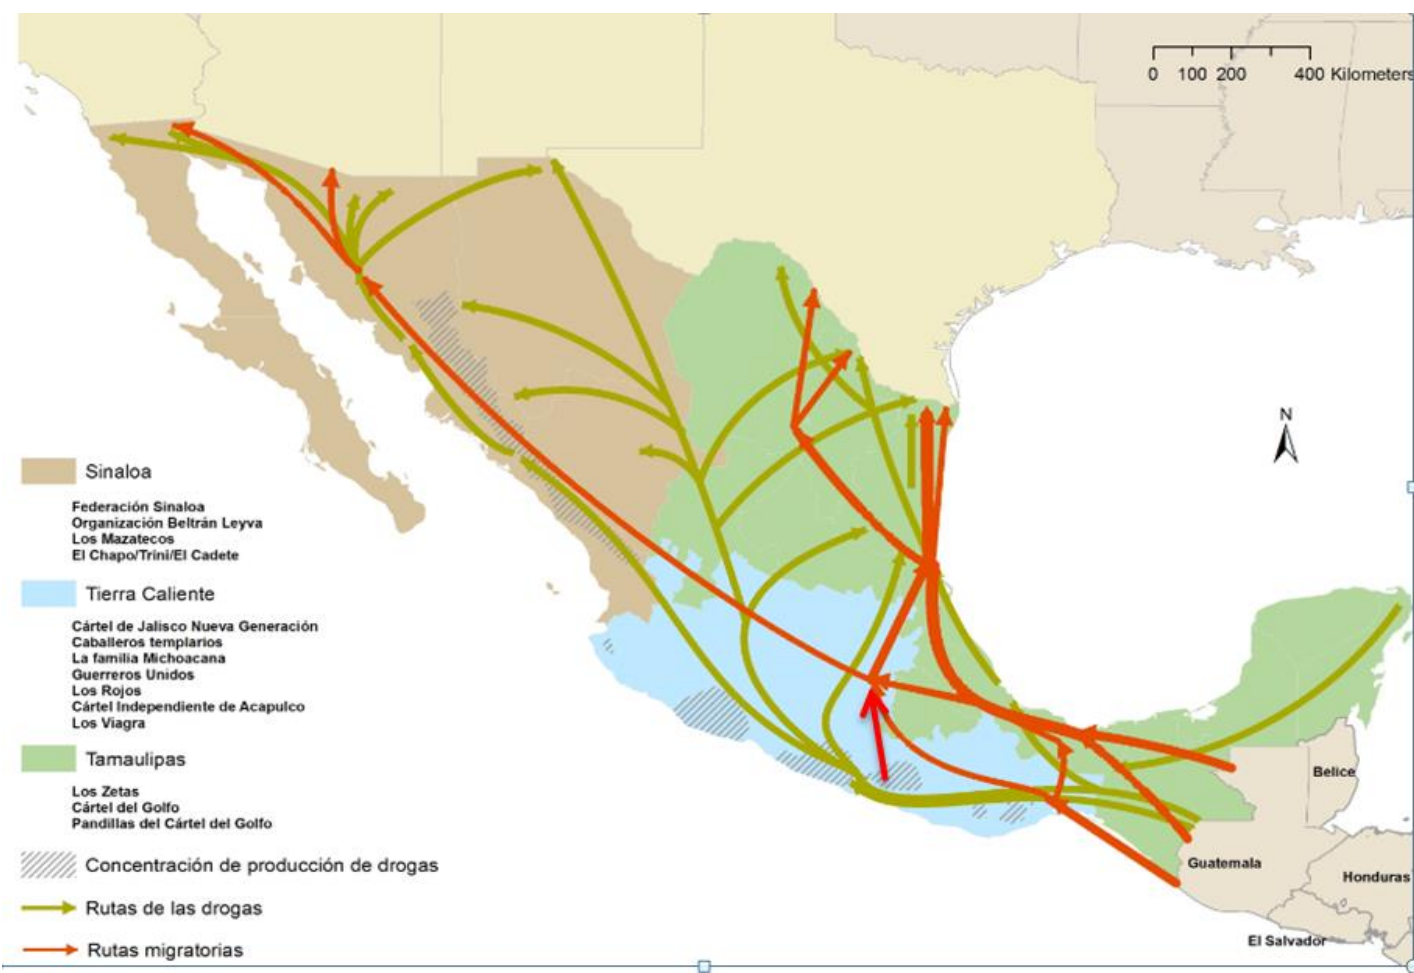 0 100 200 400 Kilometers
N
Sinaloa
Federación Sinaloa
Organización Beltrán Leyva
Los Mazatecos
El Chapo/Trini/El Cadete
Tierra Caliente
Cártel de Jalisco Nueva Generación
Caballeros templarios
La familia Michoacana
Guerreros Unidos
Los Rojos
Cártel Independiente de Acapulco
Los Viagra
Tamaulipas
Los Zetas
Cártel del Golfo
Pandillas del Cártel del Golfo
Concentración de producción de drogas
Rutas de las drogas
Rutas migratorias
Belice
Guatemala
Honduras
El Salvador